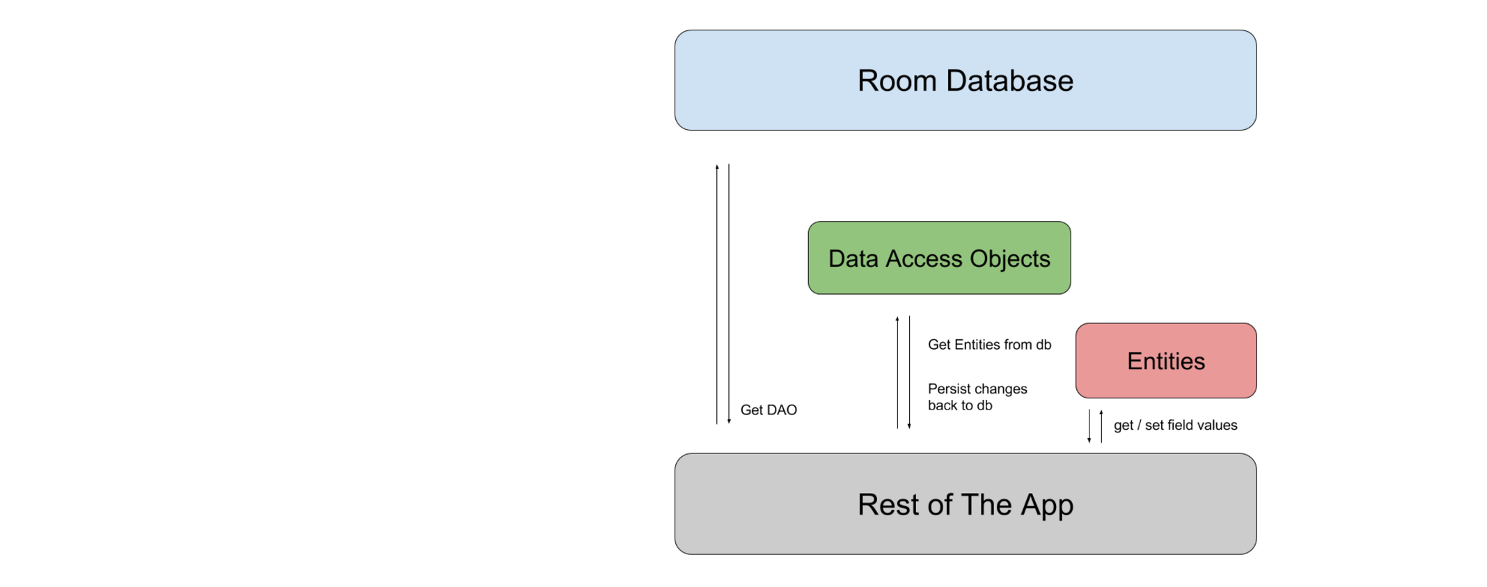 Room Database
Data Access Objects
Get Entities from db
Entities
Persist changes
back to db
Get DAO
get / set field values
Rest of The App